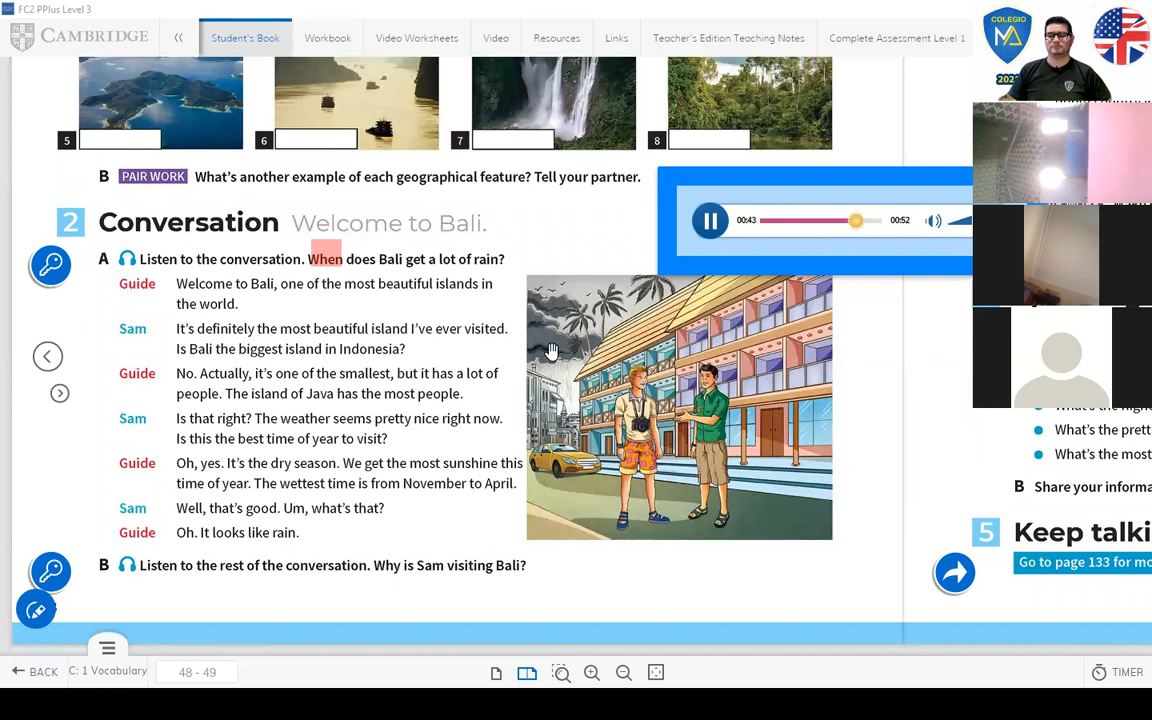 FC2 PPlus Level 3
CAMBRIDGE
Student's Book
Workbook
Video Worksheets
Video
Resources
Links
Teacher's Edition Teaching Notes
Complete Assessment Level 1
COLEGIO
5
6
7
8
B PAIR WORK What's another example of each geographical feature? Tell your partner.
00:43
00:52
2 Conversation Welcome to Bali.
A Listen to the conversation. When does Bali get a lot of rain?
Guide Welcome to Bali, one of the most beautiful islands in
the world.
Sam It's definitely the most beautiful island I've ever visited.
Is Bali the biggest island in Indonesia?
Guide No. Actually, it's one of the smallest, but it has a lot of
people. The island of Java has the most people.
Sam Is that right? The weather seems pretty nice right now.
Is this the best time of year to visit?
Guide Oh, yes. It's the dry season. We get the most sunshine this
time of year. The wettest time is from November to April.
Sam Well, that's good. Um, what's that?
Guide Oh. It looks like rain.
B Listen to the rest of the conversation. Why is Sam visiting Bali?
What's the prett
What's the most
B Share your informa
5 Keep talki
Go to page 133 for mo
BACK
C: 1 Vocabulary
48 - 49
TIMER